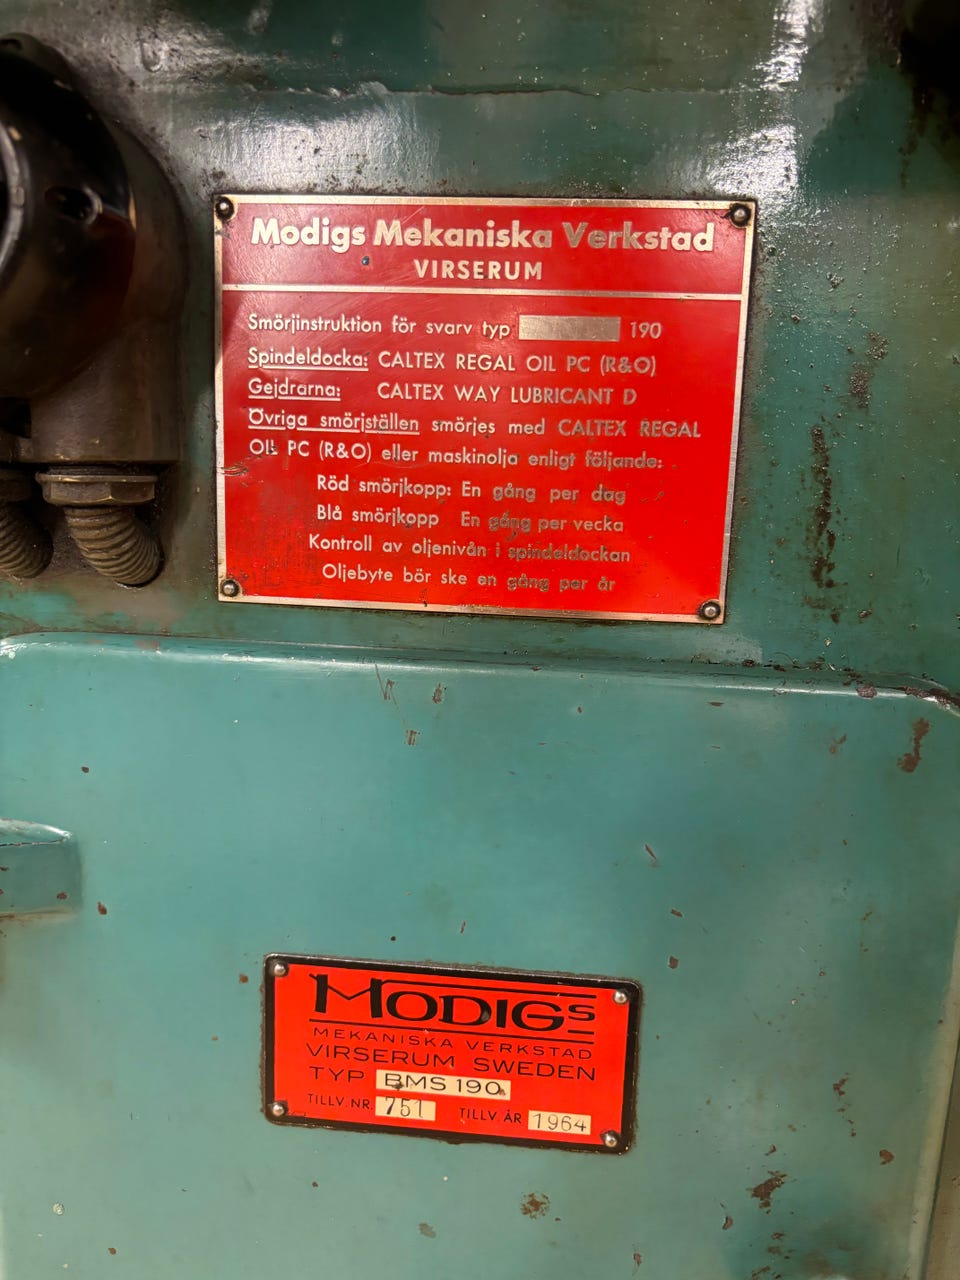 Modigs Mekaniska Verkstad
VIRSERUM
Smörjinstruktion för svarv typ 190
Spindeldocka: CALTEX REGAL OIL PC (R&O)
Gejdrarna: CALTEX WAY LUBRICANT D
Övriga smörjställen smörjes med CALTEX REGAL
OIL PC (R&O) eller maskinolja enligt följande:
Röd smörjkopp: En gång per dag
Blå smörjkopp En gång per vecka
Kontroll av oljenivån i spindeldockan
Oljebyte bör ske en gång per år
MODIGS
MEKANISKA VERKSTAD
VIRSERUM SWEDEN
TYP BMS 190
TILLV. NR. 751 TILLV. ÅR 1964